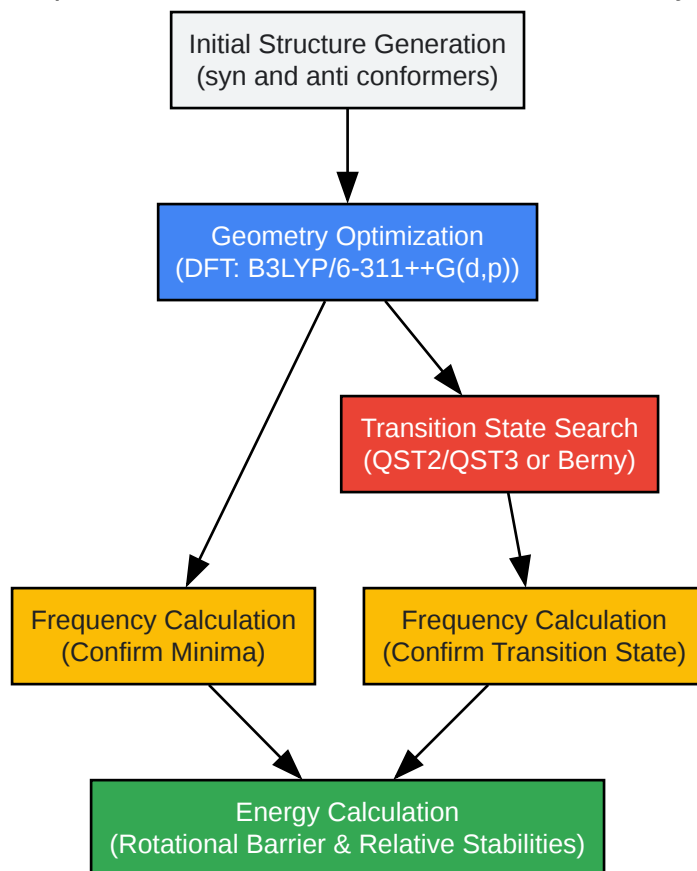 Initial Structure Generation
(syn and anti conformers)
Geometry Optimization
(DFT: B3LYP/6-311++G(d,p))
Transition State Search
(QST2/QST3 or Berny)
Frequency Calculation
(Confirm Minima)
Frequency Calculation
(Confirm Transition State)
Energy Calculation
(Rotational Barrier & Relative Stabilities)